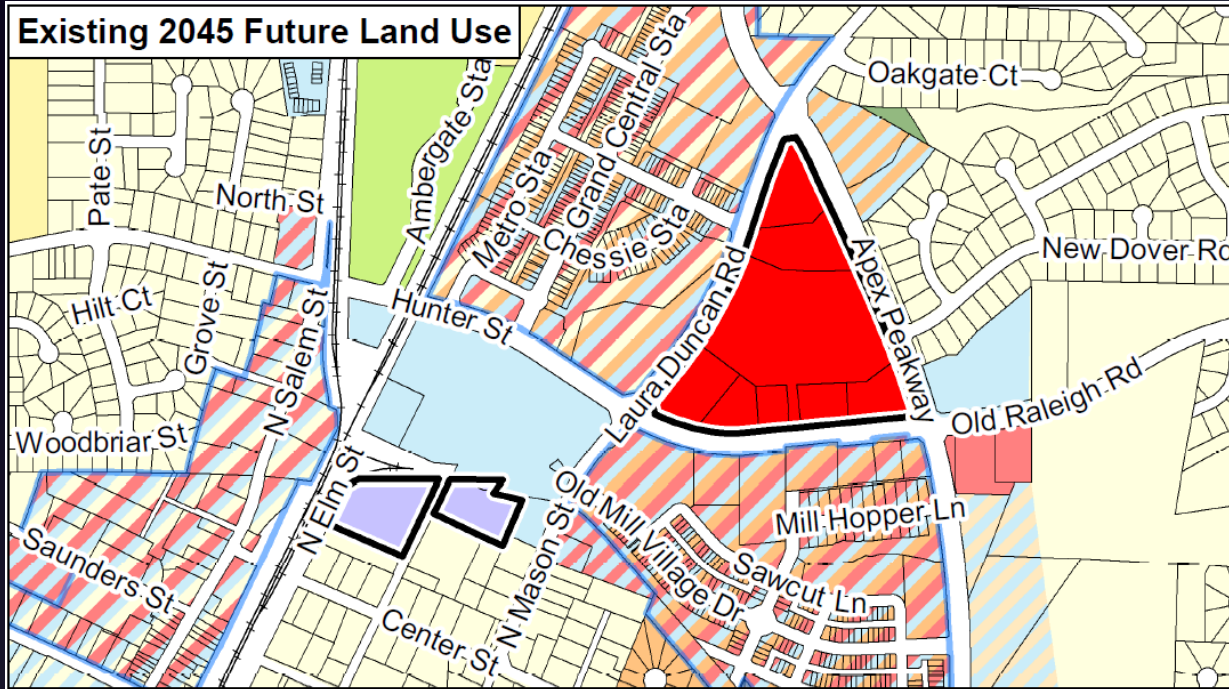 Existing 2045 Future Land Use
Oakgate Ct
Pate St
Ambergate Sta
Grand Central Sta
North St
Metro Sta
Chessie Sta
New Dover Rd
Hilt Ct
Grove St
N Salem St
Hunter St
Laura Duncan Rd
Apex Peakway
Old Raleigh Rd
Woodbriar St
N Elm St
Old Mill Village Dr
Mill Hopper Ln
Saunders St
N Mason St
Sawcut Ln
Center St